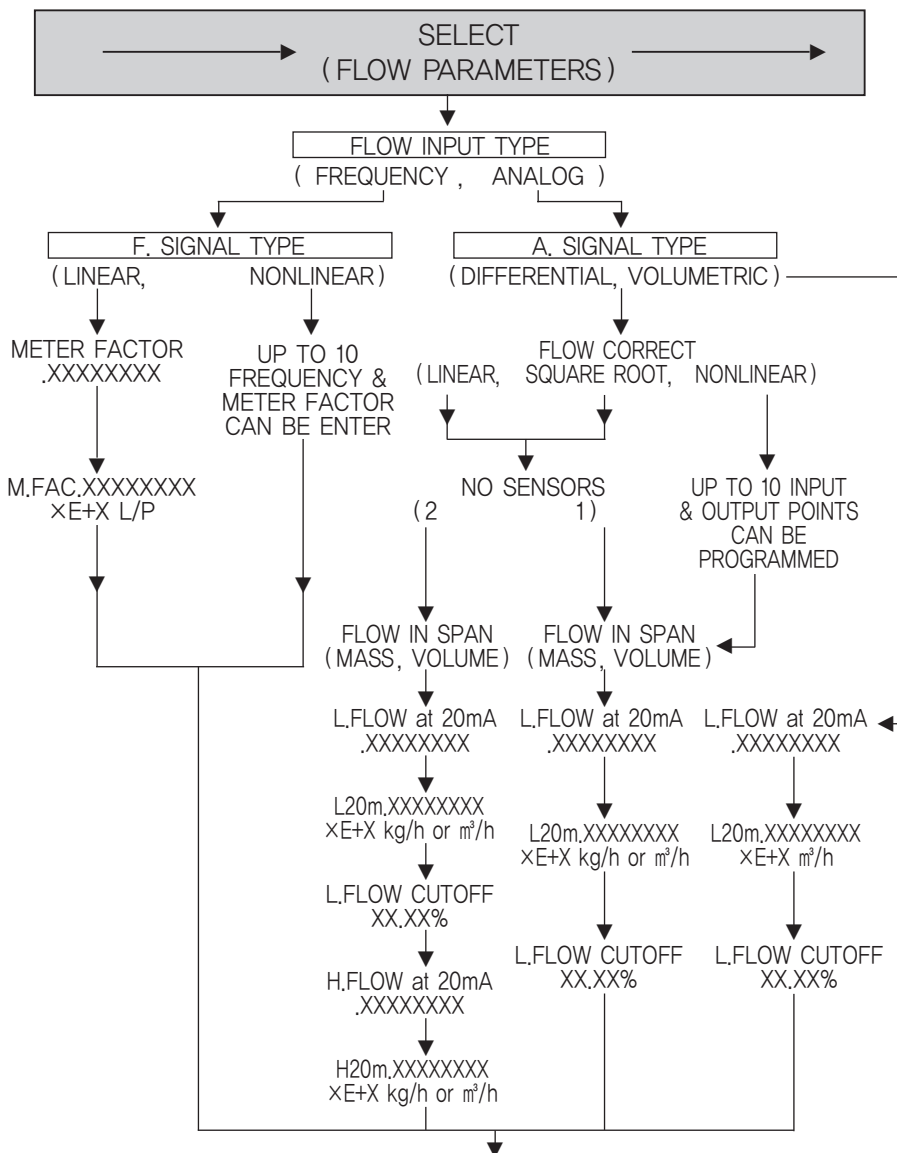 SELECT
(FLOW PARAMETERS)
FLOW INPUT TYPE
( FREQUENCY , ANALOG )
F. SIGNAL TYPE
(LINEAR, NONLINEAR)
METER FACTOR
.XXXXXXXX
M.FAC.XXXXXXXX
×E+X L/P
UP TO 10
FREQUENCY &
METER FACTOR
CAN BE ENTER
A. SIGNAL TYPE
(DIFFERENTIAL, VOLUMETRIC)
FLOW CORRECT
(LINEAR, SQUARE ROOT, NONLINEAR)
NO SENSORS
(2 1)
UP TO 10 INPUT
& OUTPUT POINTS
CAN BE
PROGRAMMED
FLOW IN SPAN
(MASS, VOLUME)
L.FLOW at 20mA
.XXXXXXXX
L20m.XXXXXXXX
×E+X kg/h or m³/h
L.FLOW CUTOFF
XX.XX%
H.FLOW at 20mA
.XXXXXXXX
H20m.XXXXXXXX
×E+X kg/h or m³/h
FLOW IN SPAN
(MASS, VOLUME)
L.FLOW at 20mA
.XXXXXXXX
L20m.XXXXXXXX
×E+X kg/h or m³/h
L.FLOW CUTOFF
XX.XX%
L.FLOW at 20mA
.XXXXXXXX
L20m.XXXXXXXX
×E+X m³/h
L.FLOW CUTOFF
XX.XX%